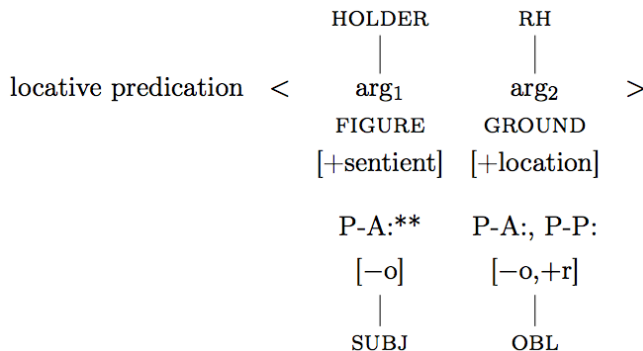 HOLDER RH
locative predication < arg₁ arg₂ >
FIGURE GROUND
[+sentient] [+location]
P-A:** P-A:, P-P:
[−o] [−o,+r]
SUBJ OBL